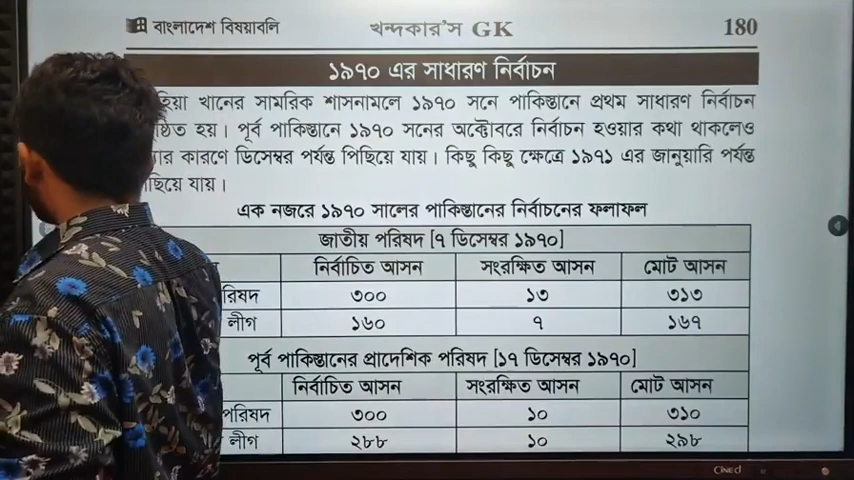 বাংলাদেশ বিষয়াবলি খন্দকার'স GK 180
১৯৭০ এর সাধারণ নির্বাচন
খানের সামরিক শাসনামলে ১৯৭০ সনে পাকিস্তানে প্রথম সাধারণ নির্বাচন
হয়। পূর্ব পাকিস্তানে ১৯৭০ সনের অক্টোবরে নির্বাচন হওয়ার কথা থাকলেও
কারণে ডিসেম্বর পর্যন্ত পিছিয়ে যায়। কিছু কিছু ক্ষেত্রে ১৯৭১ এর জানুয়ারি পর্যন্ত
যায়।
এক নজরে ১৯৭০ সালের পাকিস্তানের নির্বাচনের ফলাফল
জাতীয় পরিষদ [৭ ডিসেম্বর ১৯৭০]
নির্বাচিত আসন সংরক্ষিত আসন মোট আসন
রিষদ ৩০০ ১৩ ৩১৩
লীগ ১৬০ ৭ ১৬৭
পূর্ব পাকিস্তানের প্রাদেশিক পরিষদ [১৭ ডিসেম্বর ১৯৭০]
নির্বাচিত আসন সংরক্ষিত আসন মোট আসন
পরিষদ ৩০০ ১০ ৩১০
লীগ ২৮৮ ১০ ২৯৮